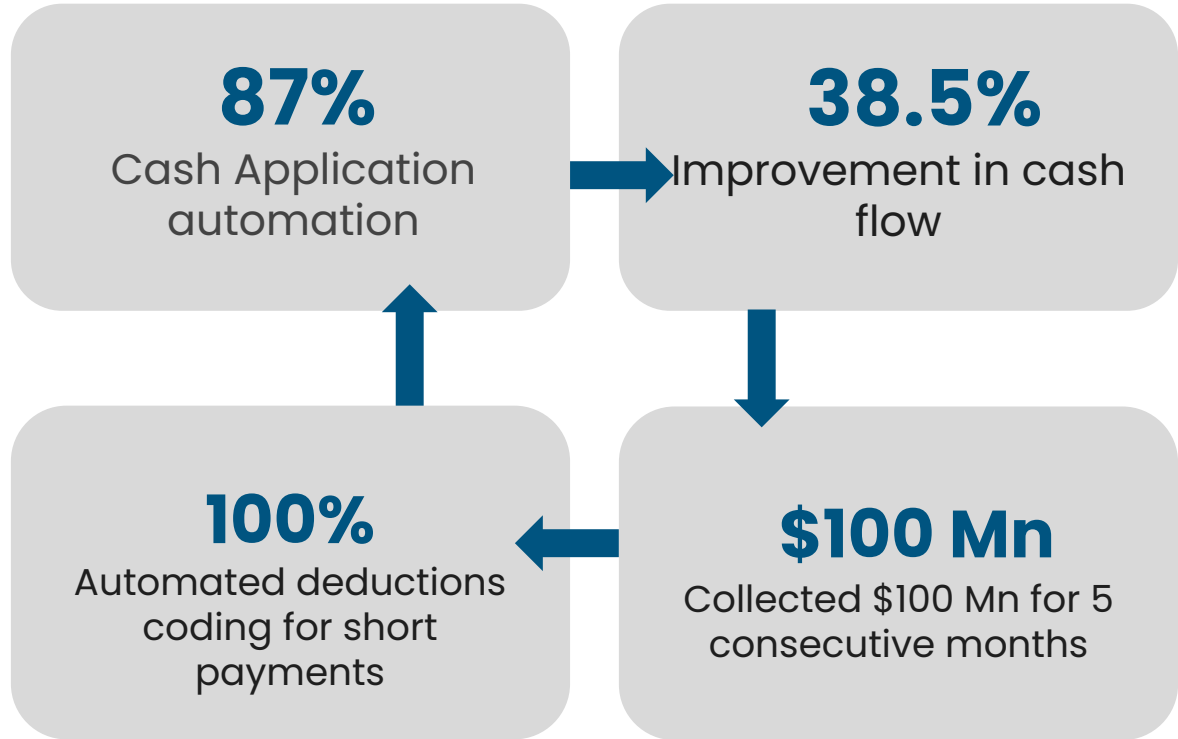 87%
Cash Application
automation
38.5%
Improvement in cash
flow
100%
Automated deductions
coding for short
payments
$100 Mn
Collected $100 Mn for 5
consecutive months